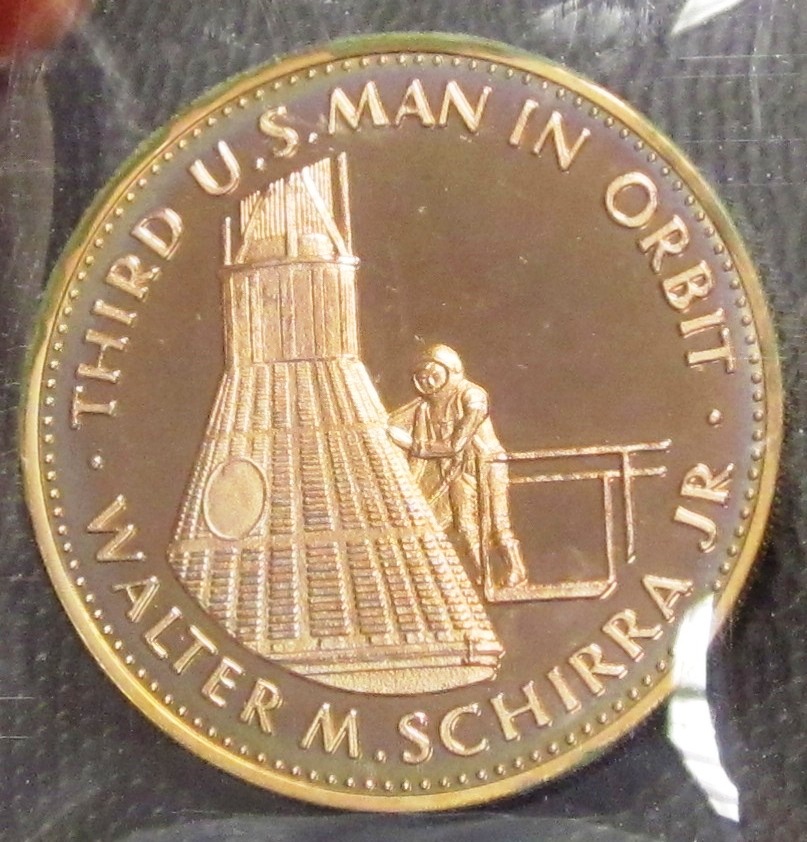 · THIRD U.S. MAN IN ORBIT ·
WALTER M. SCHIRRA JR